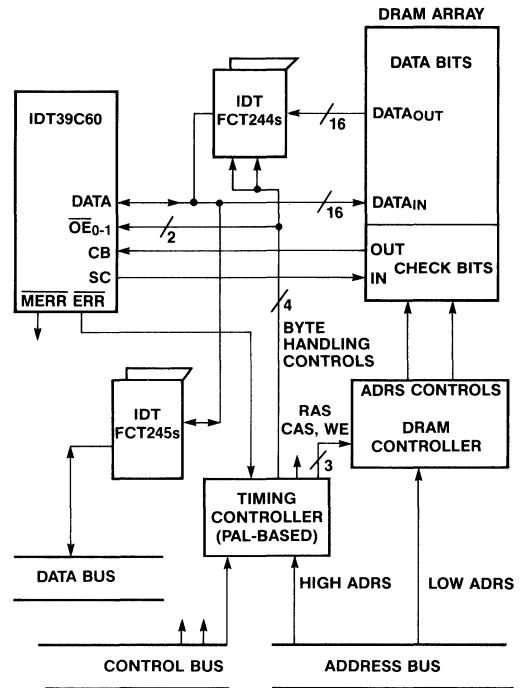 DRAM ARRAY
DATA BITS
IDT
FCT244s
IDT39C60
DATAOUT
16
DATA
16
DATAIN
OE0-1
2
CB
OUT
SC
IN
CHECK BITS
MERR ERR
4
BYTE
HANDLING
CONTROLS
IDT
FCT245s
RAS
CAS, WE
3
ADRS CONTROLS
DRAM
CONTROLLER
TIMING
CONTROLLER
(PAL-BASED)
DATA BUS
HIGH ADRS
LOW ADRS
CONTROL BUS
ADDRESS BUS